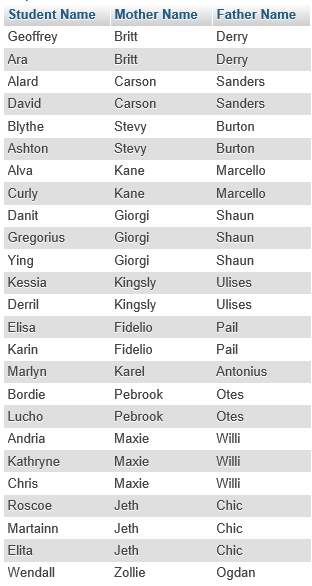 Student Name Mother Name Father Name
Geoffrey Britt Derry
Ara Britt Derry
Alard Carson Sanders
David Carson Sanders
Blythe Stevy Burton
Ashton Stevy Burton
Alva Kane Marcello
Curly Kane Marcello
Danit Giorgi Shaun
Gregorius Giorgi Shaun
Ying Giorgi Shaun
Kessia Kingsly Ulises
Derril Kingsly Ulises
Elisa Fidelio Pail
Karin Fidelio Pail
Marlyn Karel Antonius
Bordie Pebrook Otes
Lucho Pebrook Otes
Andria Maxie Willi
Kathryne Maxie Willi
Chris Maxie Willi
Roscoe Jeth Chic
Martainn Jeth Chic
Elita Jeth Chic
Wendall Zollie Ogdan